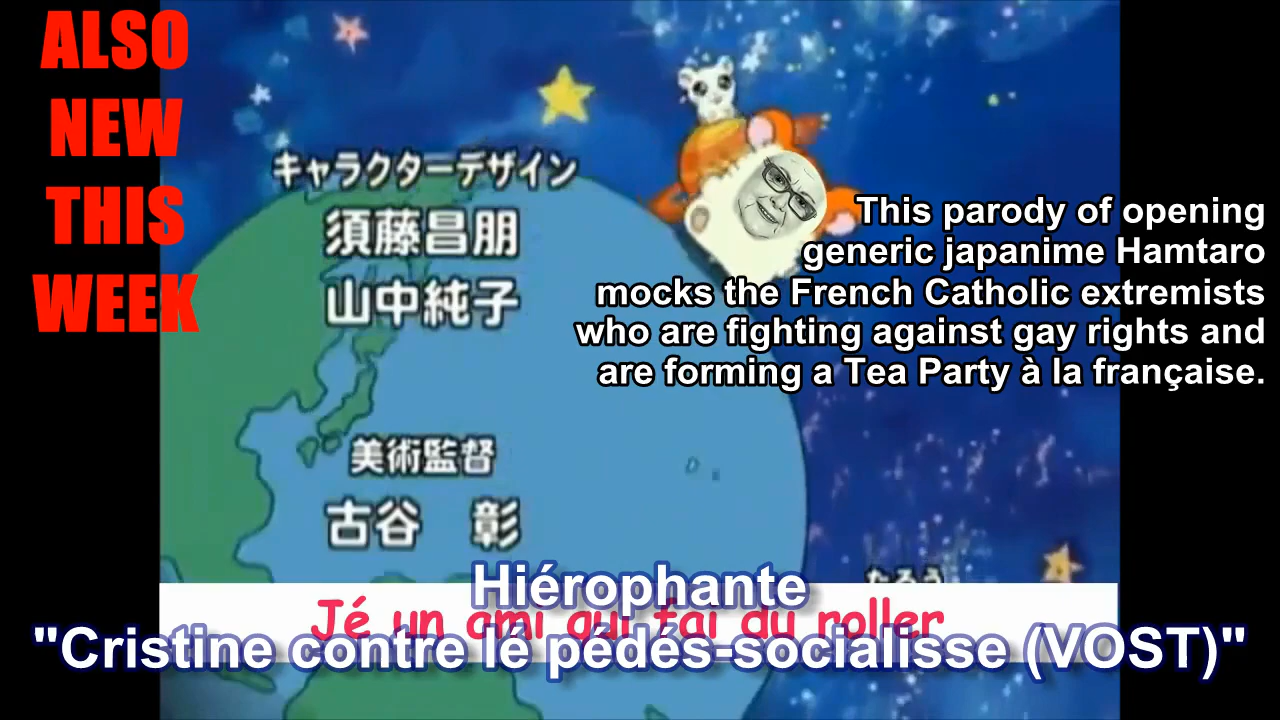 ALSO
NEW
THIS
WEEK
キャラクターデザイン
須藤昌朋
山中純子
This parody of opening
generic japanime Hamtaro
mocks the French Catholic extremists
who are fighting against gay rights and
are forming a Tea Party à la française.
美術監督
古谷 彰
たろう
Hiérophante
Jé un ami qui fai du roller
"Cristine contre lé pédés-socialisse (VOST)"